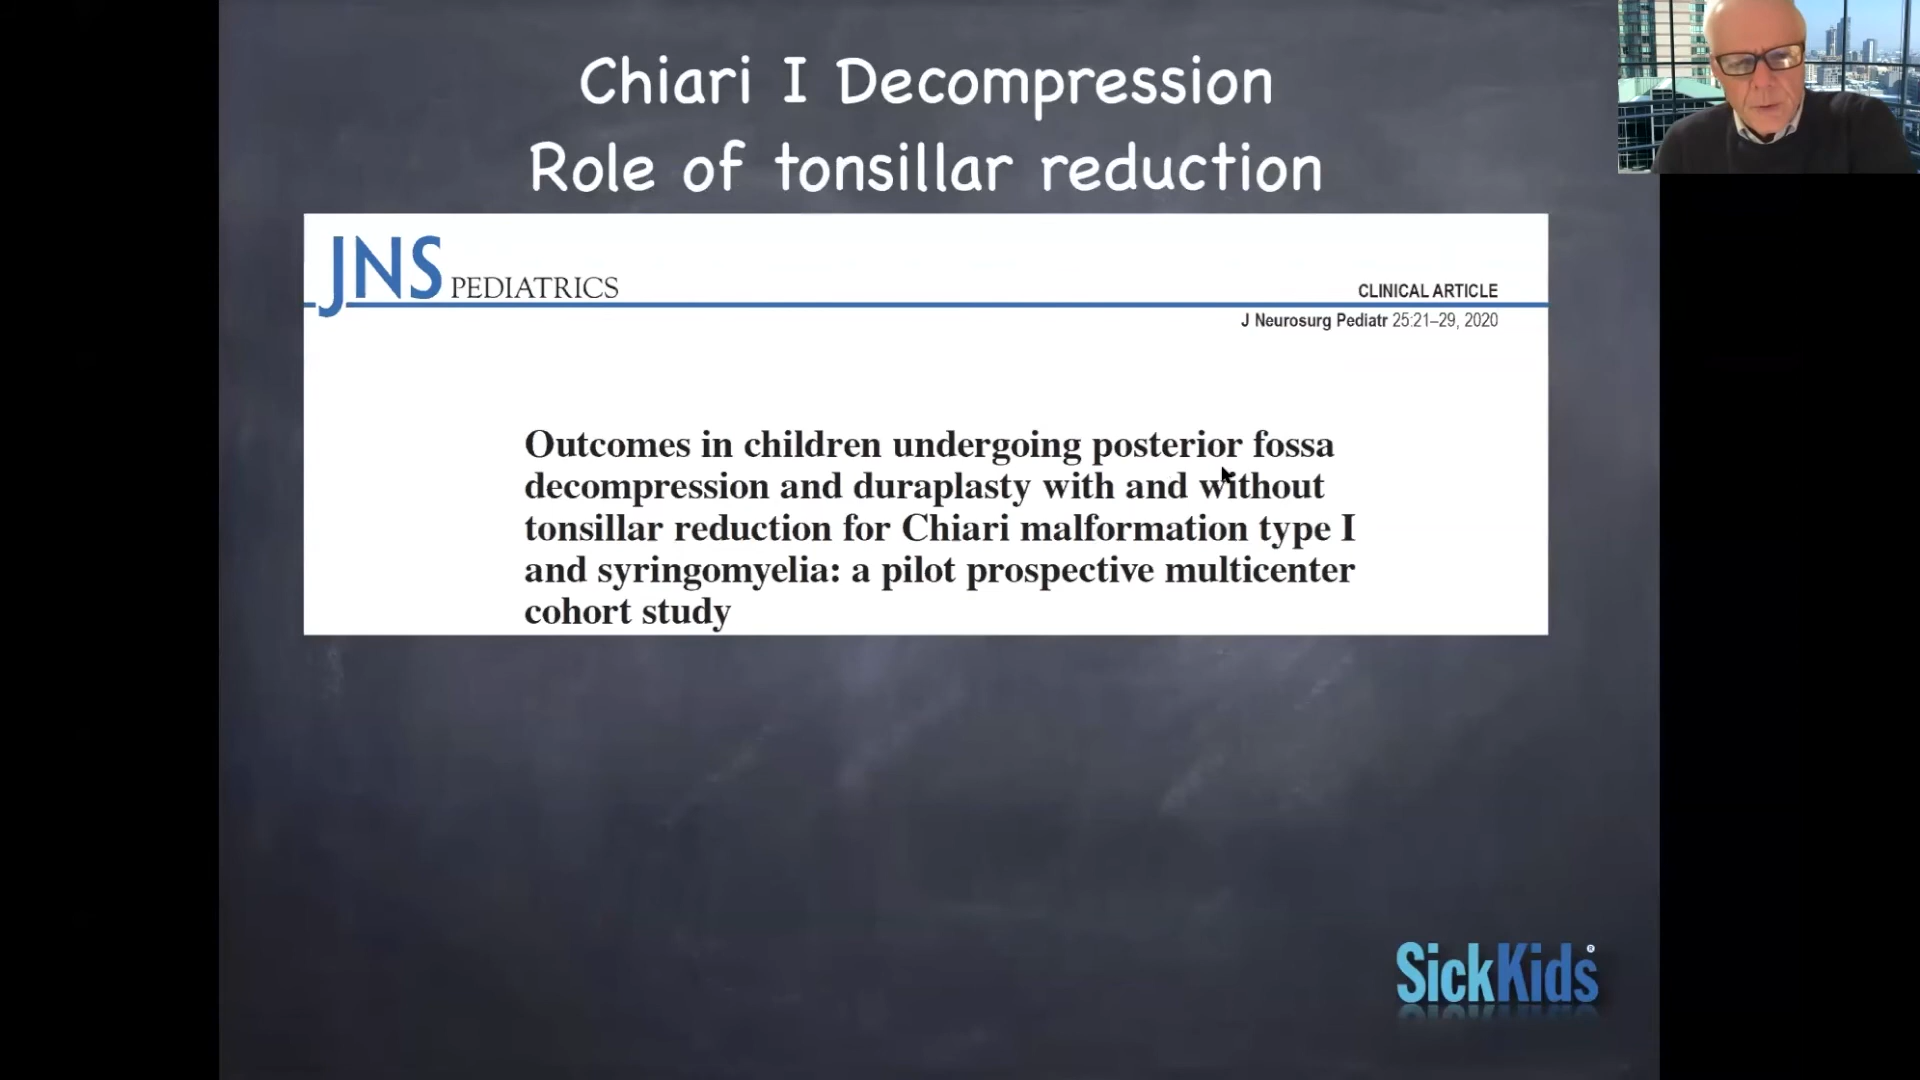 Chiari I Decompression
Role of tonsillar reduction
JNS PEDIATRICS
CLINICAL ARTICLE
J Neurosurg Pediatr 25:21–29, 2020
Outcomes in children undergoing posterior fossa
decompression and duraplasty with and without
tonsillar reduction for Chiari malformation type I
and syringomyelia: a pilot prospective multicenter
cohort study
SickKids®